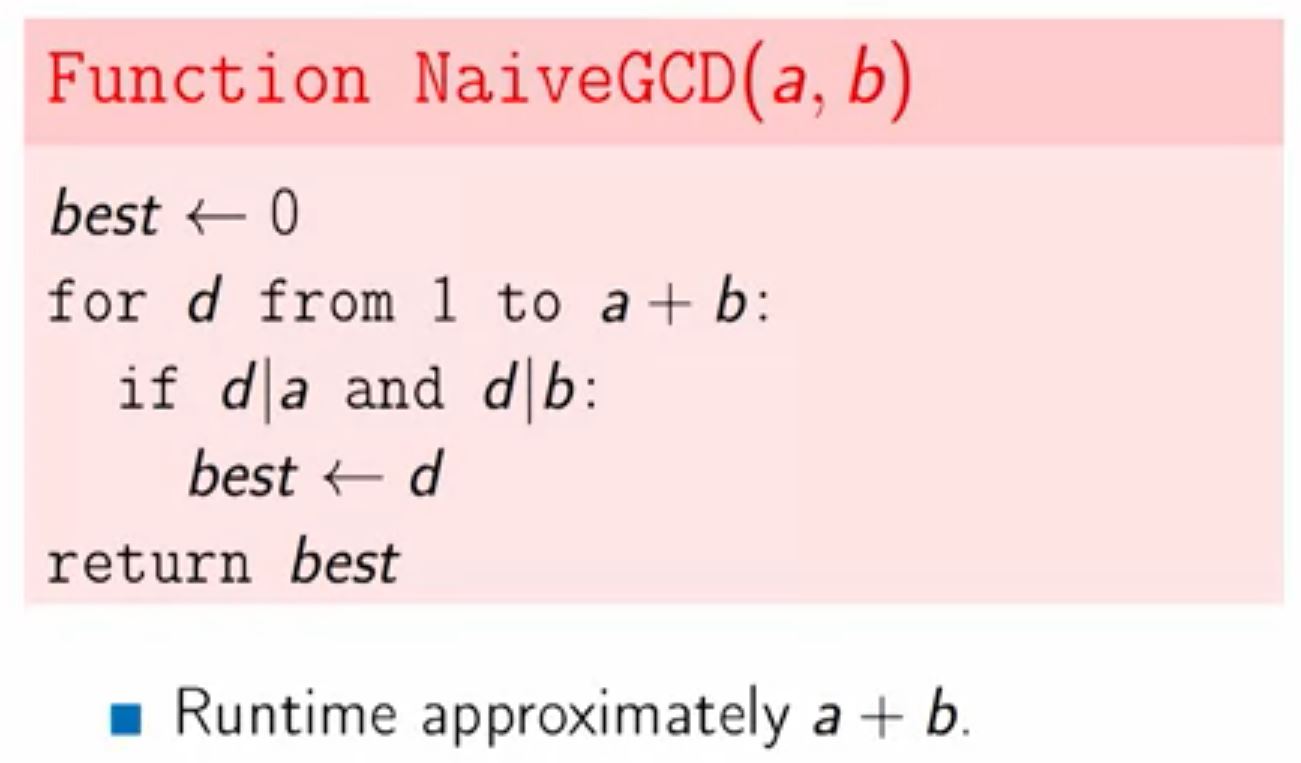 Function NaiveGCD(a, b)
best ← 0
for d from 1 to a + b:
if d|a and d|b:
best ← d
return best
Runtime approximately a + b.